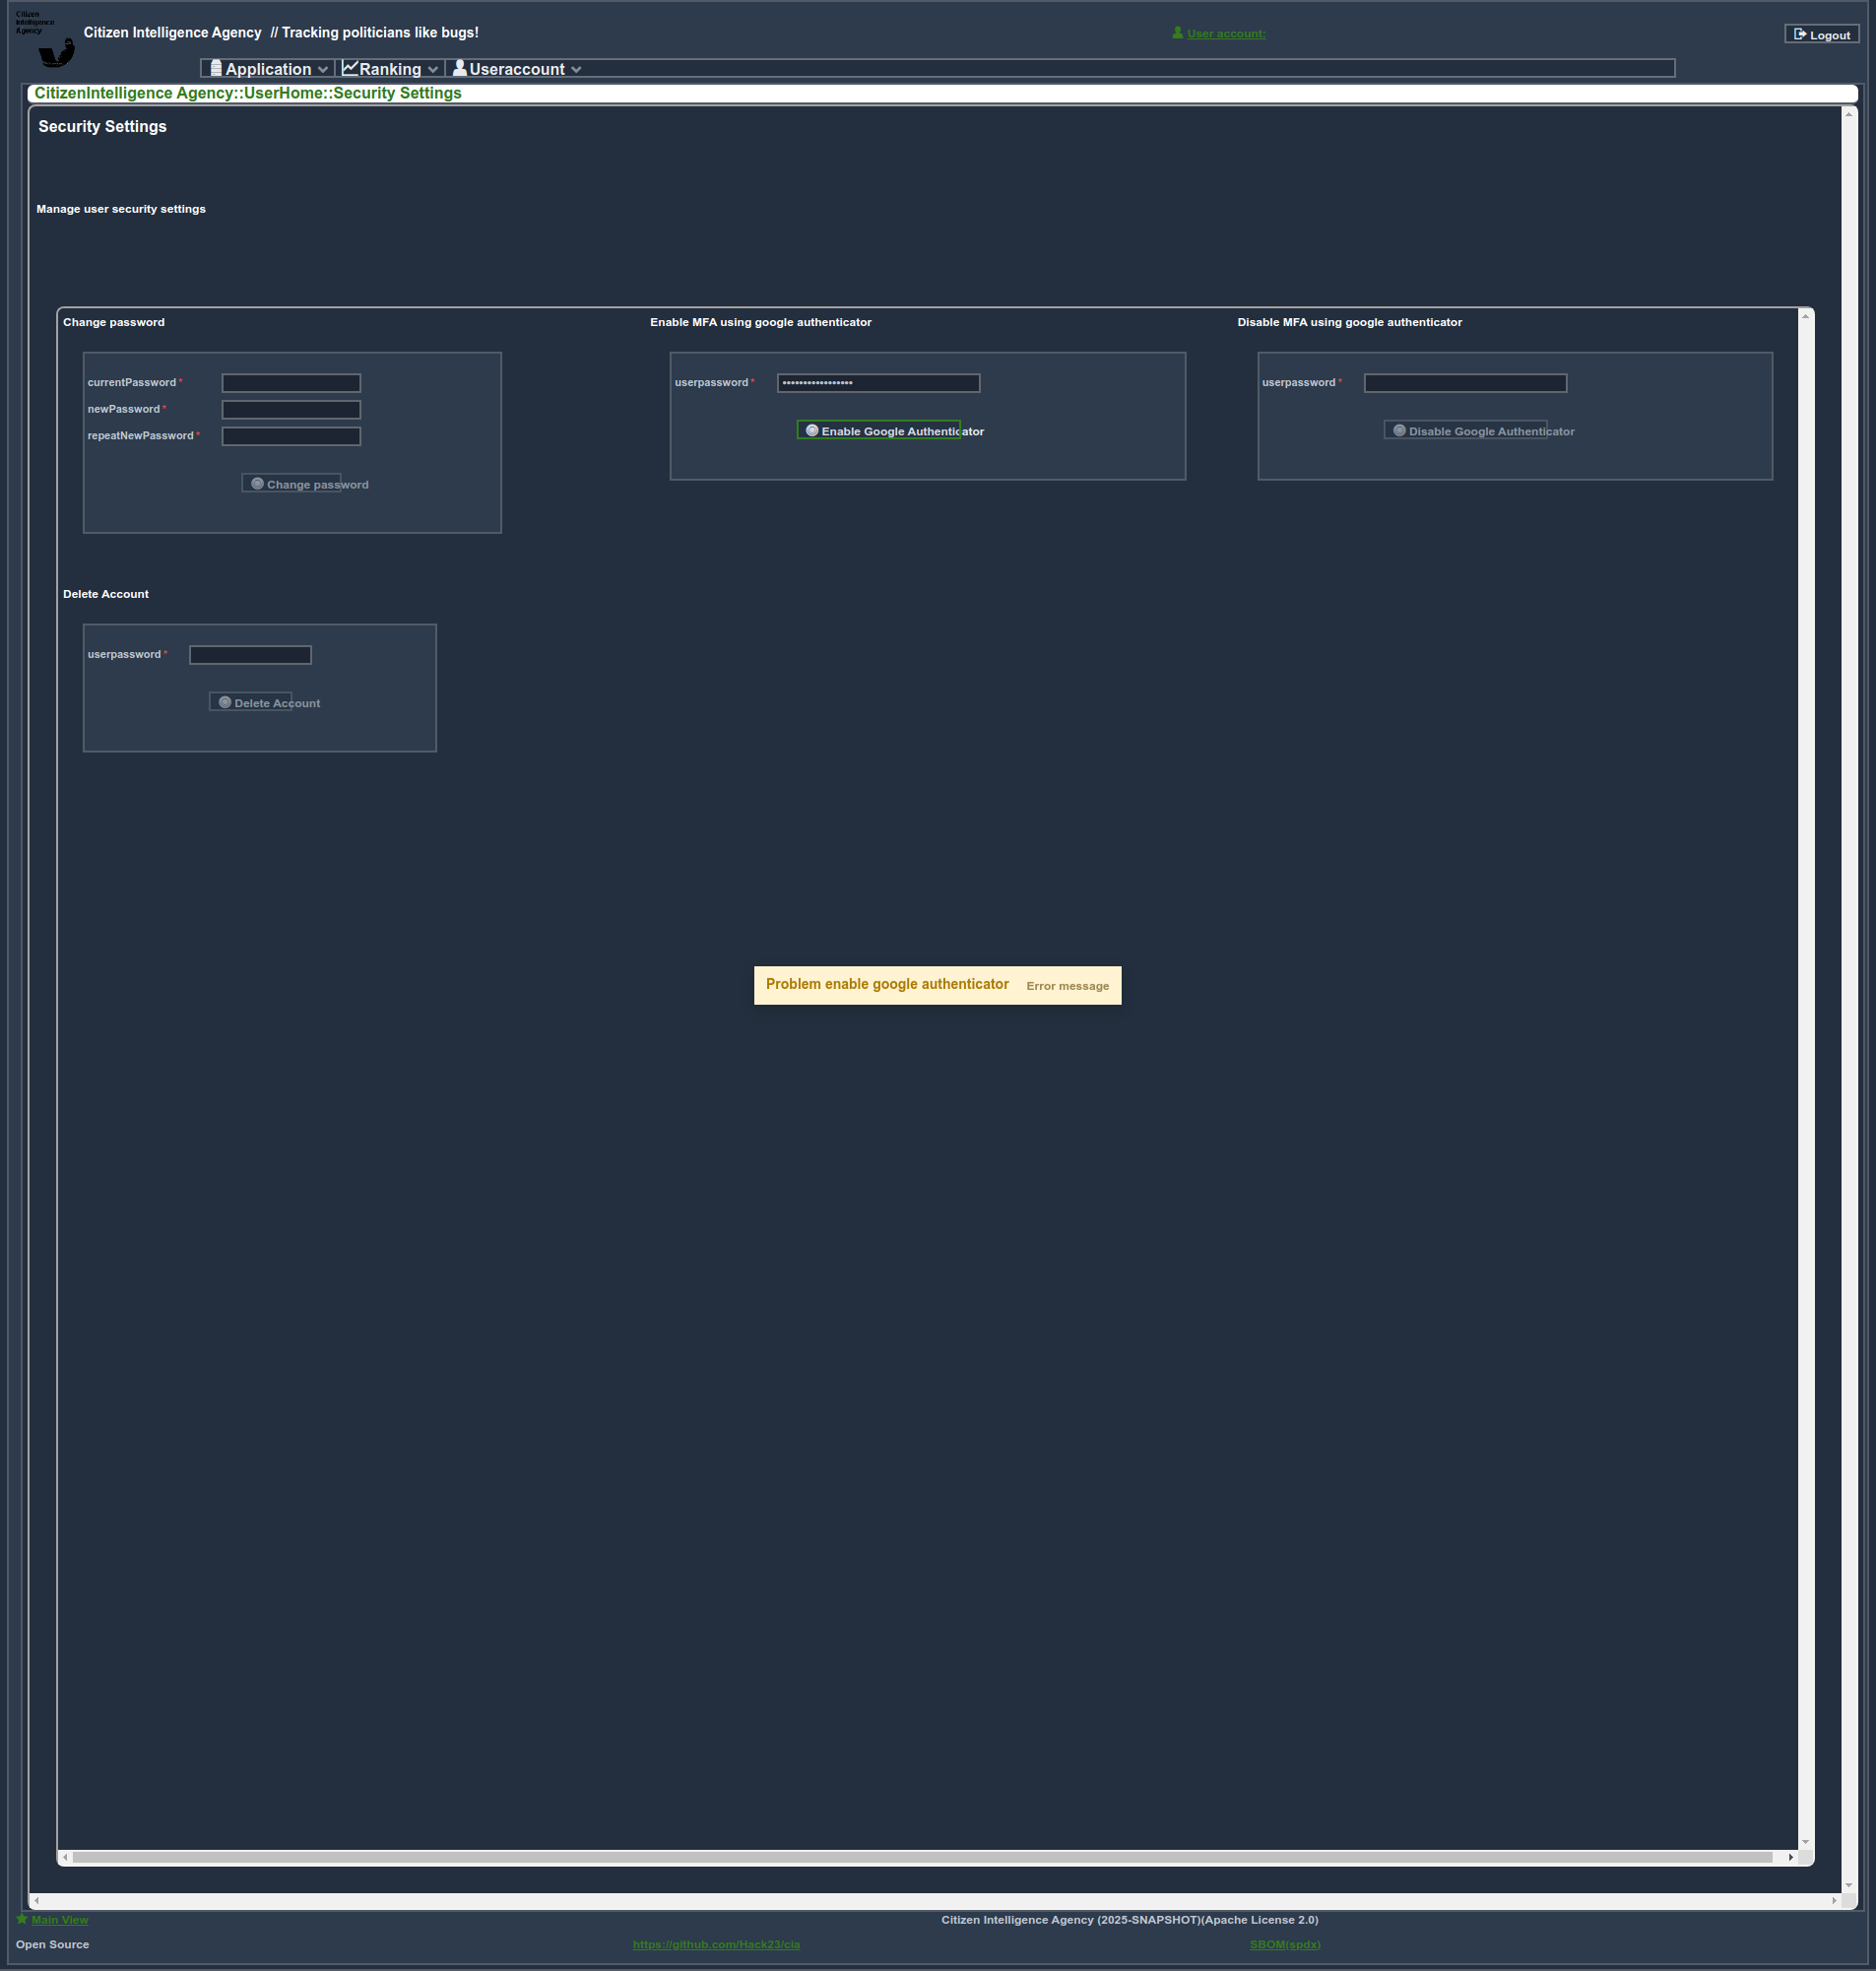 Citizen
Intelligence
Agency
Citizen Intelligence Agency // Tracking politicians like bugs!
User account:
Logout
Application
Ranking
Useraccount
CitizenIntelligence Agency::UserHome::Security Settings
Security Settings
Manage user security settings
Change password
currentPassword *
newPassword *
repeatNewPassword *
Change password
Enable MFA using google authenticator
userpassword *
•••••••••••••••••
Enable Google Authenticator
Disable MFA using google authenticator
userpassword *
Disable Google Authenticator
Delete Account
userpassword *
Delete Account
Problem enable google authenticator Error message
Main View
Citizen Intelligence Agency (2025-SNAPSHOT)(Apache License 2.0)
Open Source
https://github.com/Hack23/cia
SBOM(spdx)